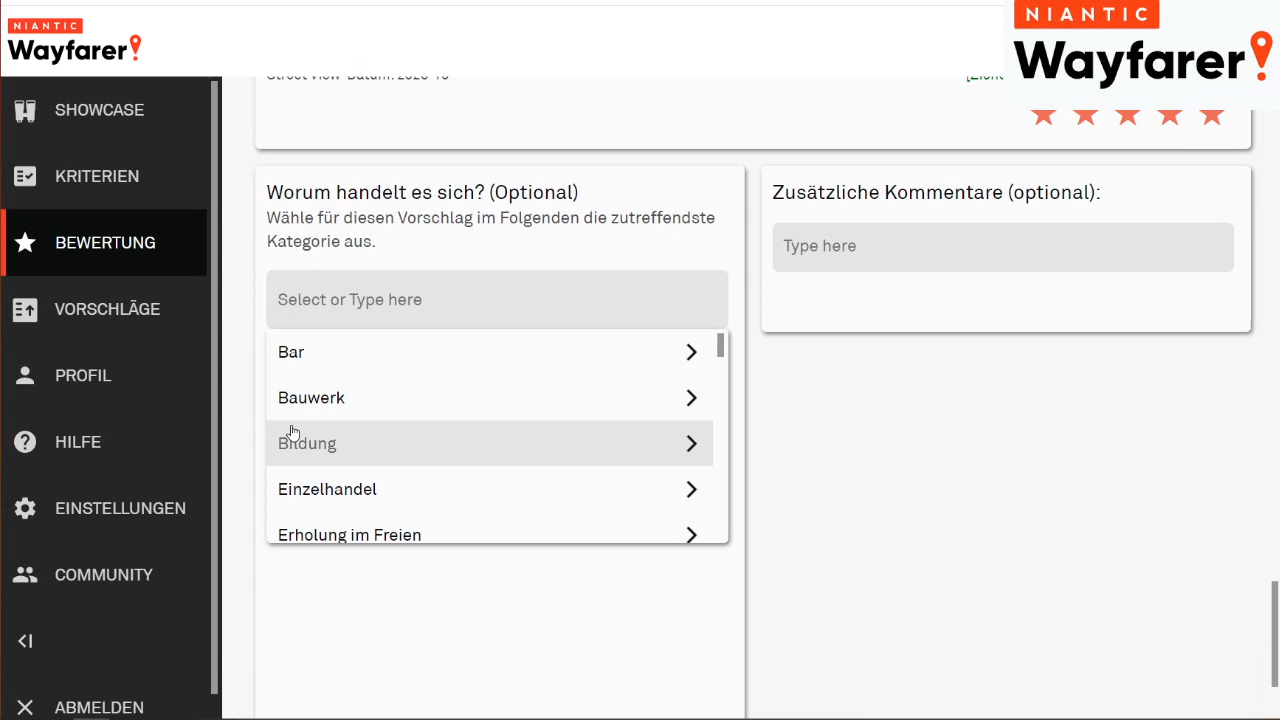 NIANTIC
Wayfarer
NIANTIC
Wayfarer
SHOWCASE
KRITERIEN
BEWERTUNG
VORSCHLÄGE
PROFIL
HILFE
EINSTELLUNGEN
COMMUNITY
ABMELDEN
Worum handelt es sich? (Optional)
Wähle für diesen Vorschlag im Folgenden die zutreffendste
Kategorie aus.
Select or Type here
Bar
Bauwerk
Bildung
Einzelhandel
Erholung im Freien
Zusätzliche Kommentare (optional):
Type here